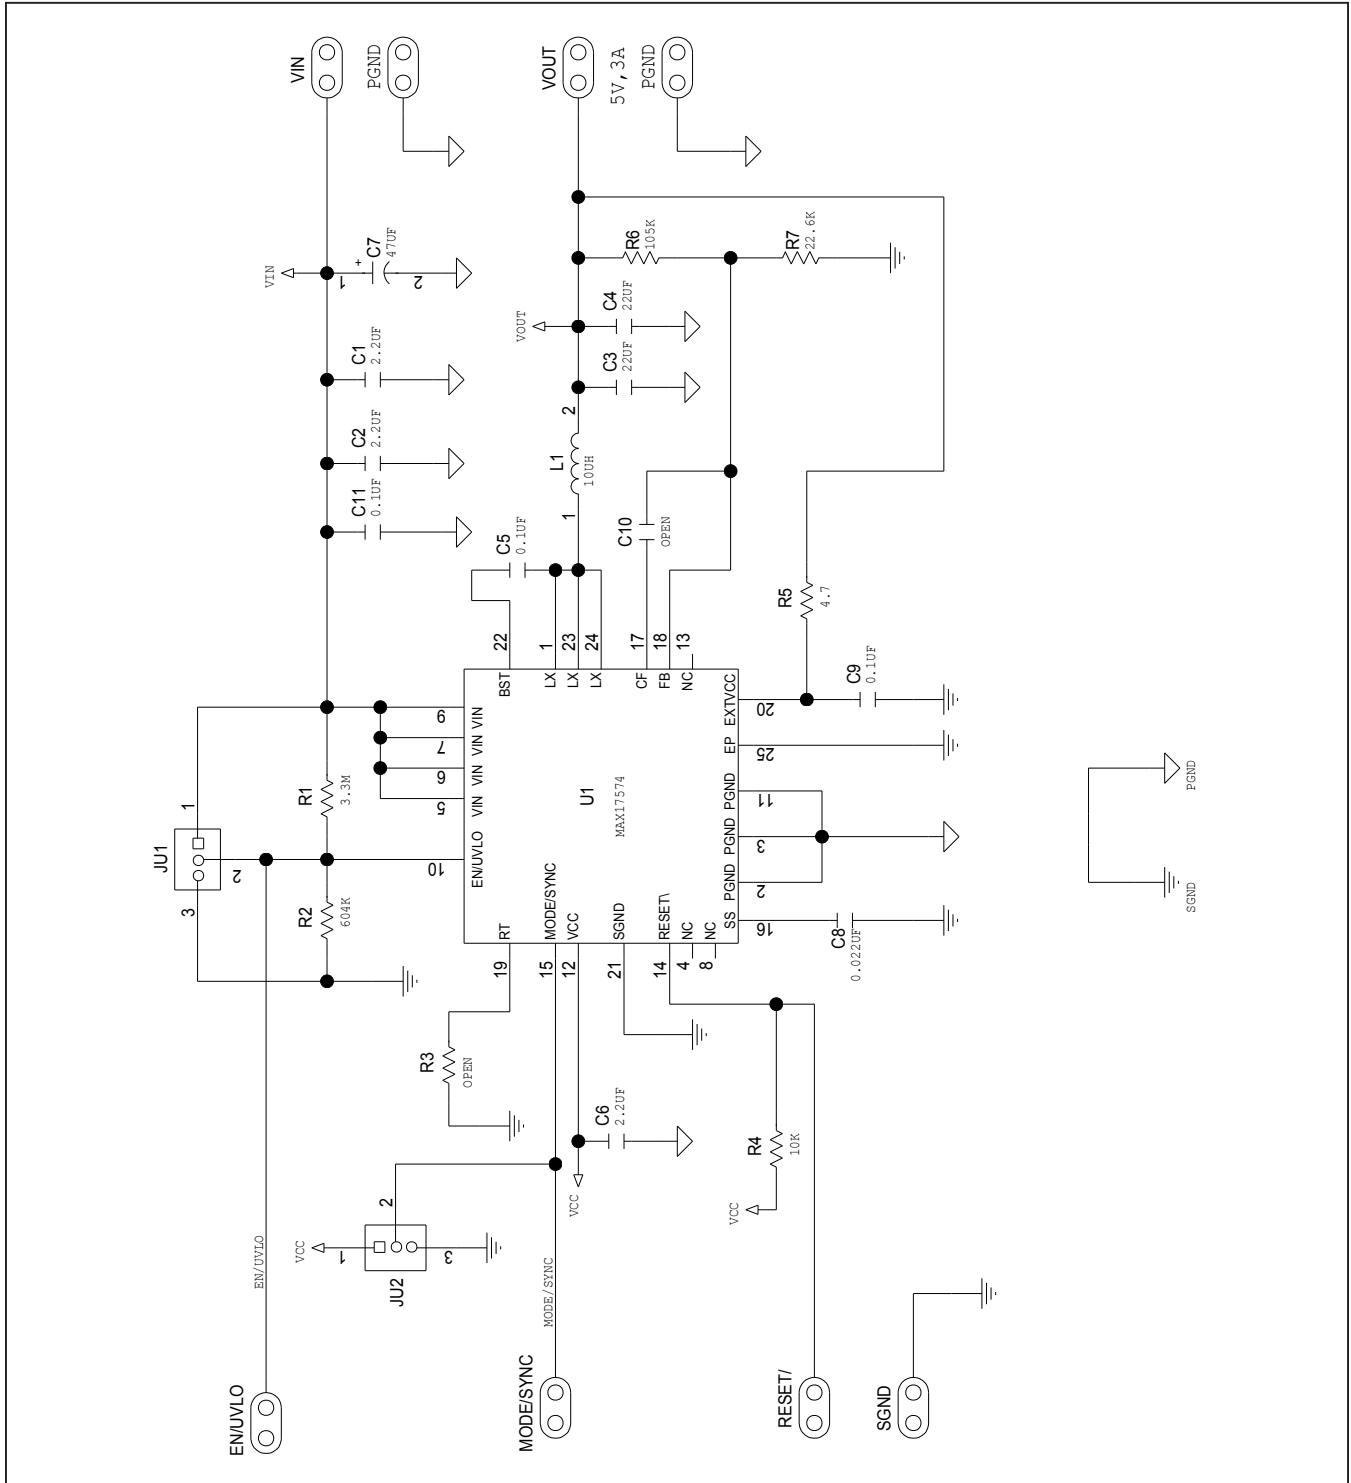 VIN
PGND
VOUT
5V,3A
PGND
VIN
1
+
C7
47UF
2
C1
2.2UF
C2
2.2UF
C11
0.1UF
VOUT
R6
105K
R7
22.6K
C4
22UF
C3
22UF
2
L1
10UH
1
C5
0.1UF
C10
OPEN
R5
4.7
C9
0.1UF
22
1
23
24
17
18
13
BST
LX
LX
LX
CF
FB
NC
9
VIN
7
VIN
6
VIN
5
VIN
10
EN/UVLO
U1
MAX17574
20
EXTVCC
25
EP
11
PGND
3
PGND
2
PGND
16
SS
RT
MODE/SYNC
VCC
SGND
RESET\
NC
NC
19
15
12
21
14
4
8
R1
3.3M
R2
604K
JU1
1
2
3
C8
0.022UF
R3
OPEN
C6
2.2UF
VCC
R4
10K
VCC
VCC
1
2
3
JU2
EN/UVLO
MODE/SYNC
EN/UVLO
MODE/SYNC
RESET/
SGND
PGND
SGND